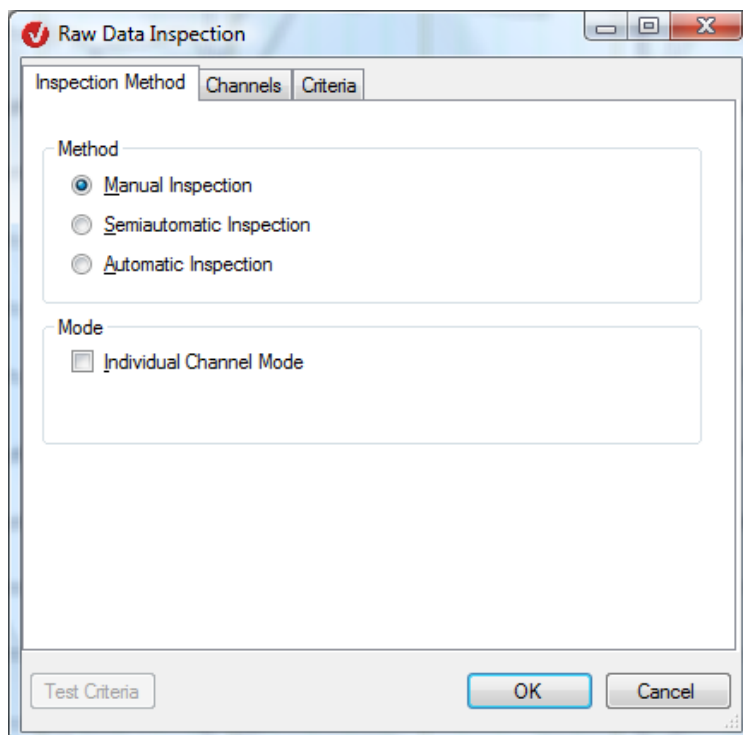 Raw Data Inspection
Inspection Method Channels Criteria
Method
Manual Inspection
Semiautomatic Inspection
Automatic Inspection
Mode
Individual Channel Mode
Test Criteria OK Cancel